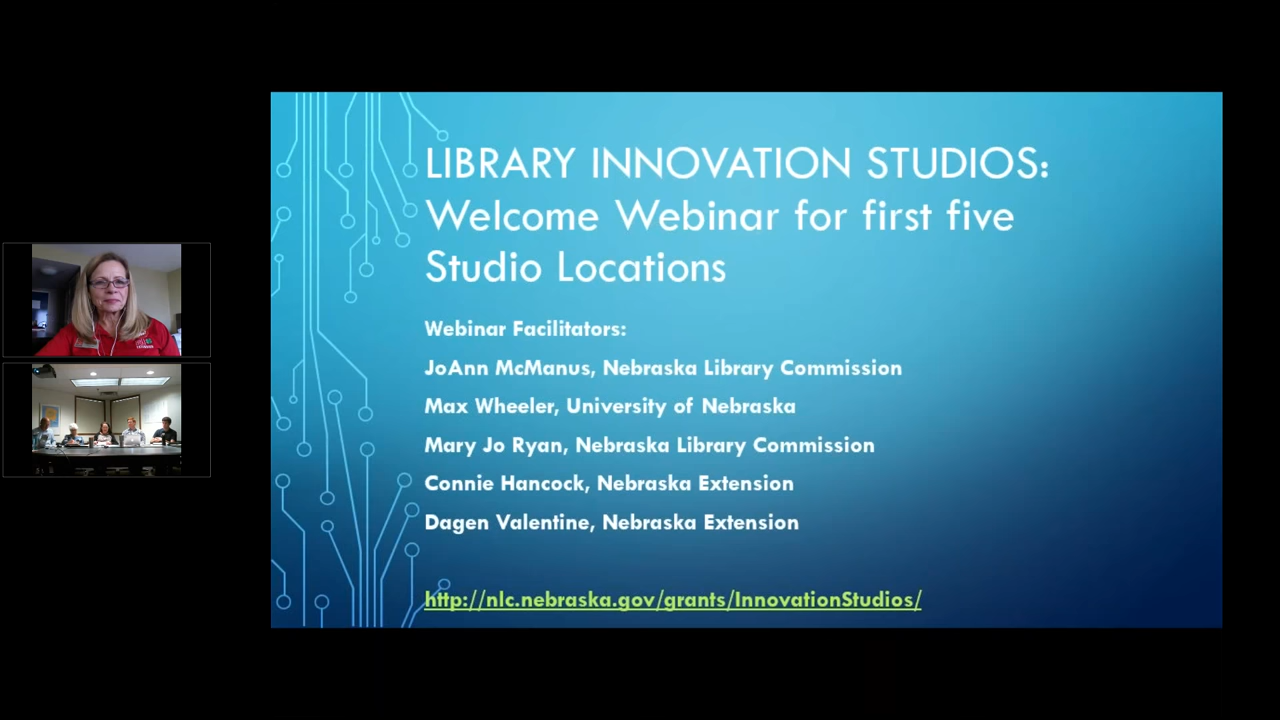 LIBRARY INNOVATION STUDIOS:
Welcome Webinar for first five
Studio Locations
Webinar Facilitators:
JoAnn McManus, Nebraska Library Commission
Max Wheeler, University of Nebraska
Mary Jo Ryan, Nebraska Library Commission
Connie Hancock, Nebraska Extension
Dagen Valentine, Nebraska Extension
http://nlc.nebraska.gov/grants/InnovationStudios/